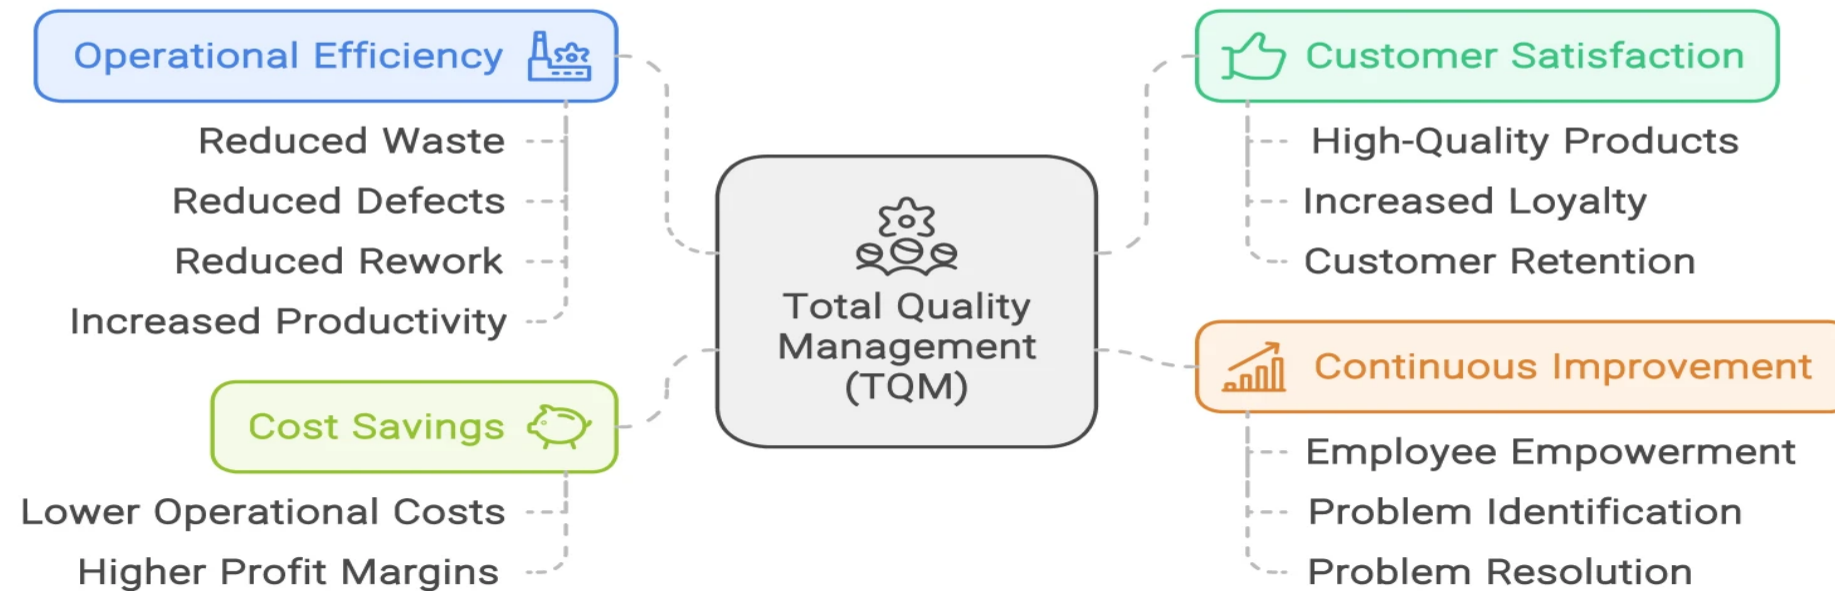 Operational Efficiency
Reduced Waste
Reduced Defects
Reduced Rework
Increased Productivity
Cost Savings
Lower Operational Costs
Higher Profit Margins
Total Quality
Management
(TQM)
Customer Satisfaction
High-Quality Products
Increased Loyalty
Customer Retention
Continuous Improvement
Employee Empowerment
Problem Identification
Problem Resolution